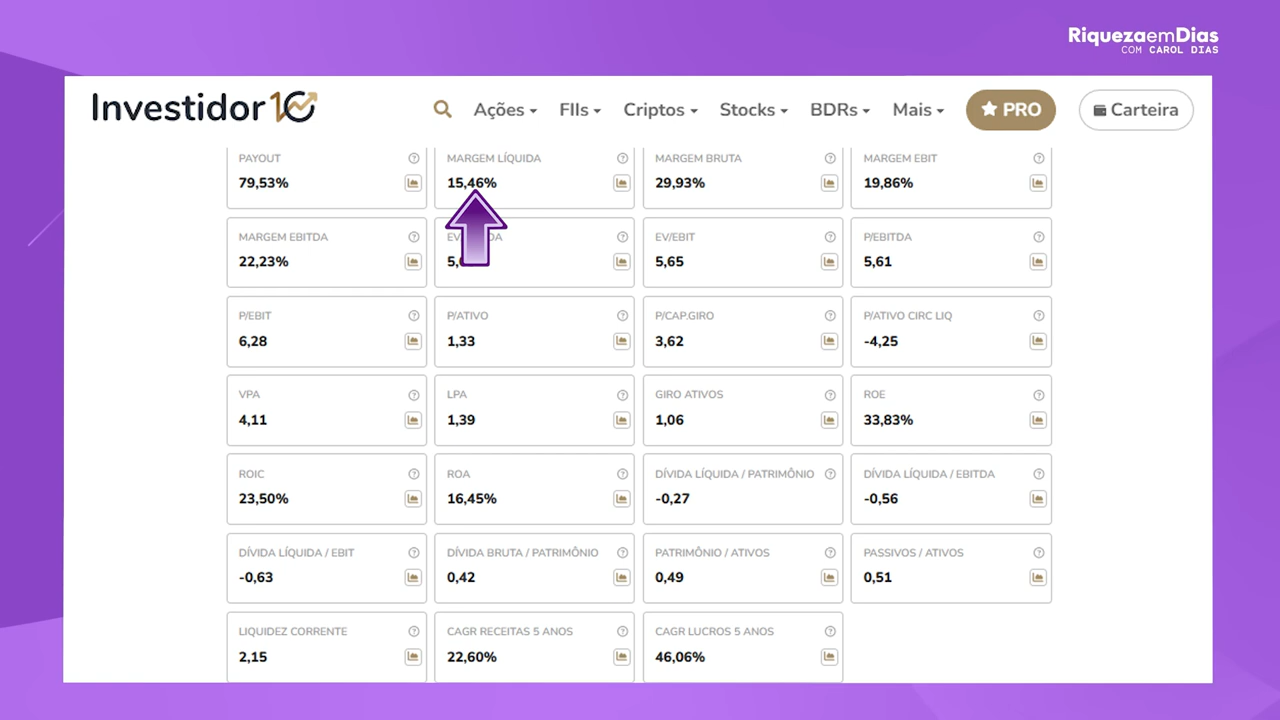 RiquezaemDias
COM CAROL DIAS
Investidor 10
Ações
FIIs
Criptos
Stocks
BDRs
Mais
PRO
Carteira
PAYOUT
79,53%
MARGEM LÍQUIDA
15,46%
MARGEM BRUTA
29,93%
MARGEM EBIT
19,86%
MARGEM EBITDA
22,23%
EV/EBIT
5,65
P/EBITDA
5,61
P/EBIT
6,28
P/ATIVO
1,33
P/CAP.GIRO
3,62
P/ATIVO CIRC LIQ
-4,25
VPA
4,11
LPA
1,39
GIRO ATIVOS
1,06
ROE
33,83%
ROIC
23,50%
ROA
16,45%
DÍVIDA LÍQUIDA / PATRIMÔNIO
-0,27
DÍVIDA LÍQUIDA / EBITDA
-0,56
DÍVIDA LÍQUIDA / EBIT
-0,63
DÍVIDA BRUTA / PATRIMÔNIO
0,42
PATRIMÔNIO / ATIVOS
0,49
PASSIVOS / ATIVOS
0,51
LIQUIDEZ CORRENTE
2,15
CAGR RECEITAS 5 ANOS
22,60%
CAGR LUCROS 5 ANOS
46,06%